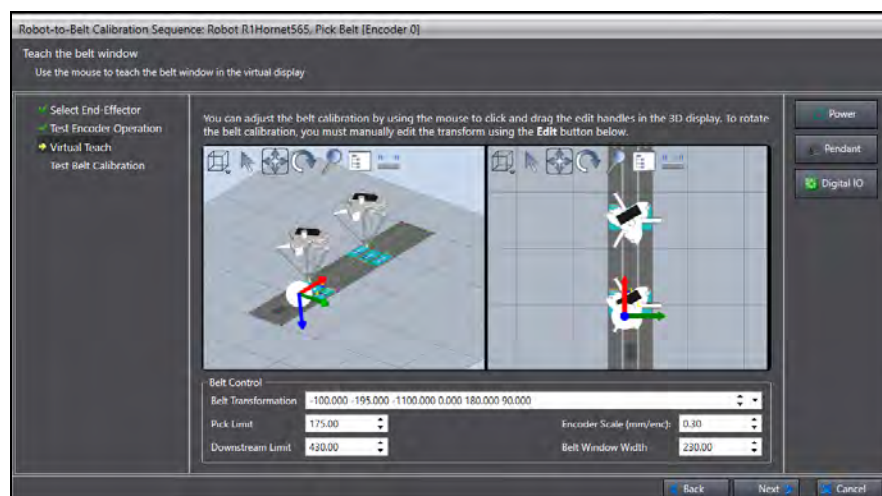 Robot-to-Belt Calibration Sequence: Robot R1Hornet565, Pick Belt [Encoder 0]
Teach the belt window
Use the mouse to teach the belt window in the virtual display
Select End-Effector
Test Encoder Operation
Virtual Teach
Test Belt Calibration
You can adjust the belt calibration by using the mouse to click and drag the edit handles in the 3D display. To rotate
the belt calibration, you must manually edit the transform using the Edit button below.
Power
Pendant
Digital IO
Belt Control
Belt Transformation -100.000 -195.000 -1100.000 0.000 180.000 90.000
Pick Limit 175.00 Encoder Scale (mm/enc): 0.30
Downstream Limit 430.00 Belt Window Width 230.00
Back Next Cancel